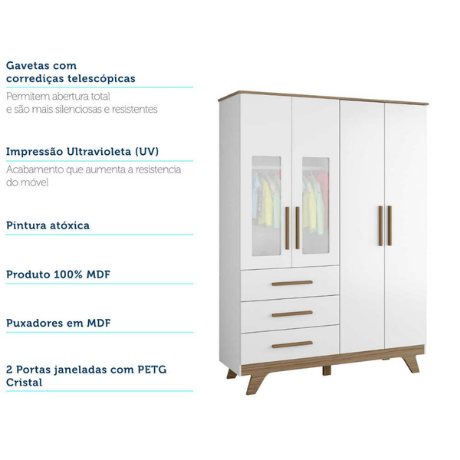 Gavetas com
corrediças telescópicas
Permitem abertura total
e são mais silenciosas e resistentes
Impressão Ultravioleta (UV)
Acabamento que aumenta a resistencia
do móvel
Pintura atóxica
Produto 100% MDF
Puxadores em MDF
2 Portas janeladas com PETG
Cristal